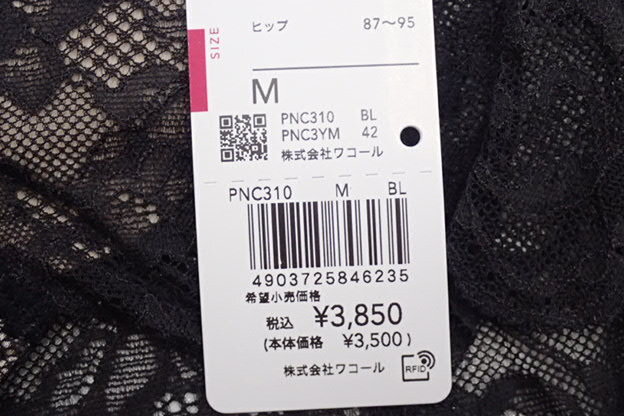 ヒップ 87〜95
SIZE
M
PNC310 BL
PNC3YM 42
株式会社ワコール
PNC310 M BL
4903725846235
希望小売価格
税込 ¥3,850
(本体価格 ¥3,500)
株式会社ワコール
RFID